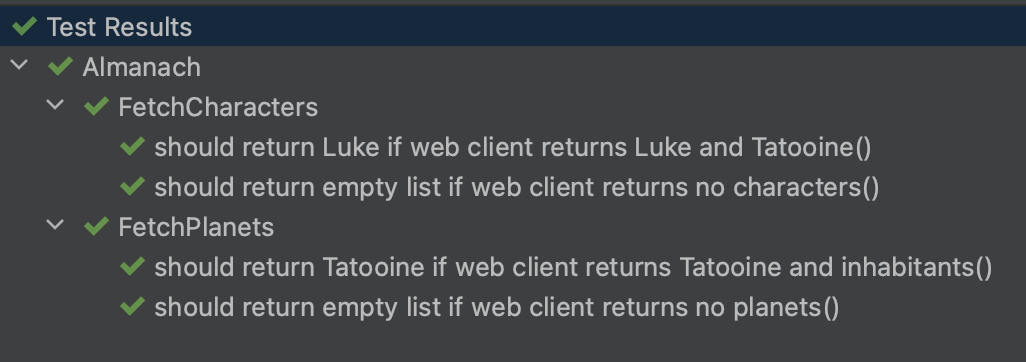 Test Results
Almanach
FetchCharacters
should return Luke if web client returns Luke and Tatooine()
should return empty list if web client returns no characters()
FetchPlanets
should return Tatooine if web client returns Tatooine and inhabitants()
should return empty list if web client returns no planets()